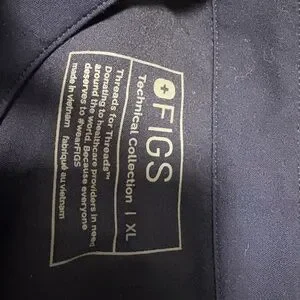 FIGS
Technical Collection | XL
Threads for Threads™
Donating to healthcare providers in need
around the world. Because everyone
deserves to #wearFIGS
made in vietnam fabriqué au vietnam